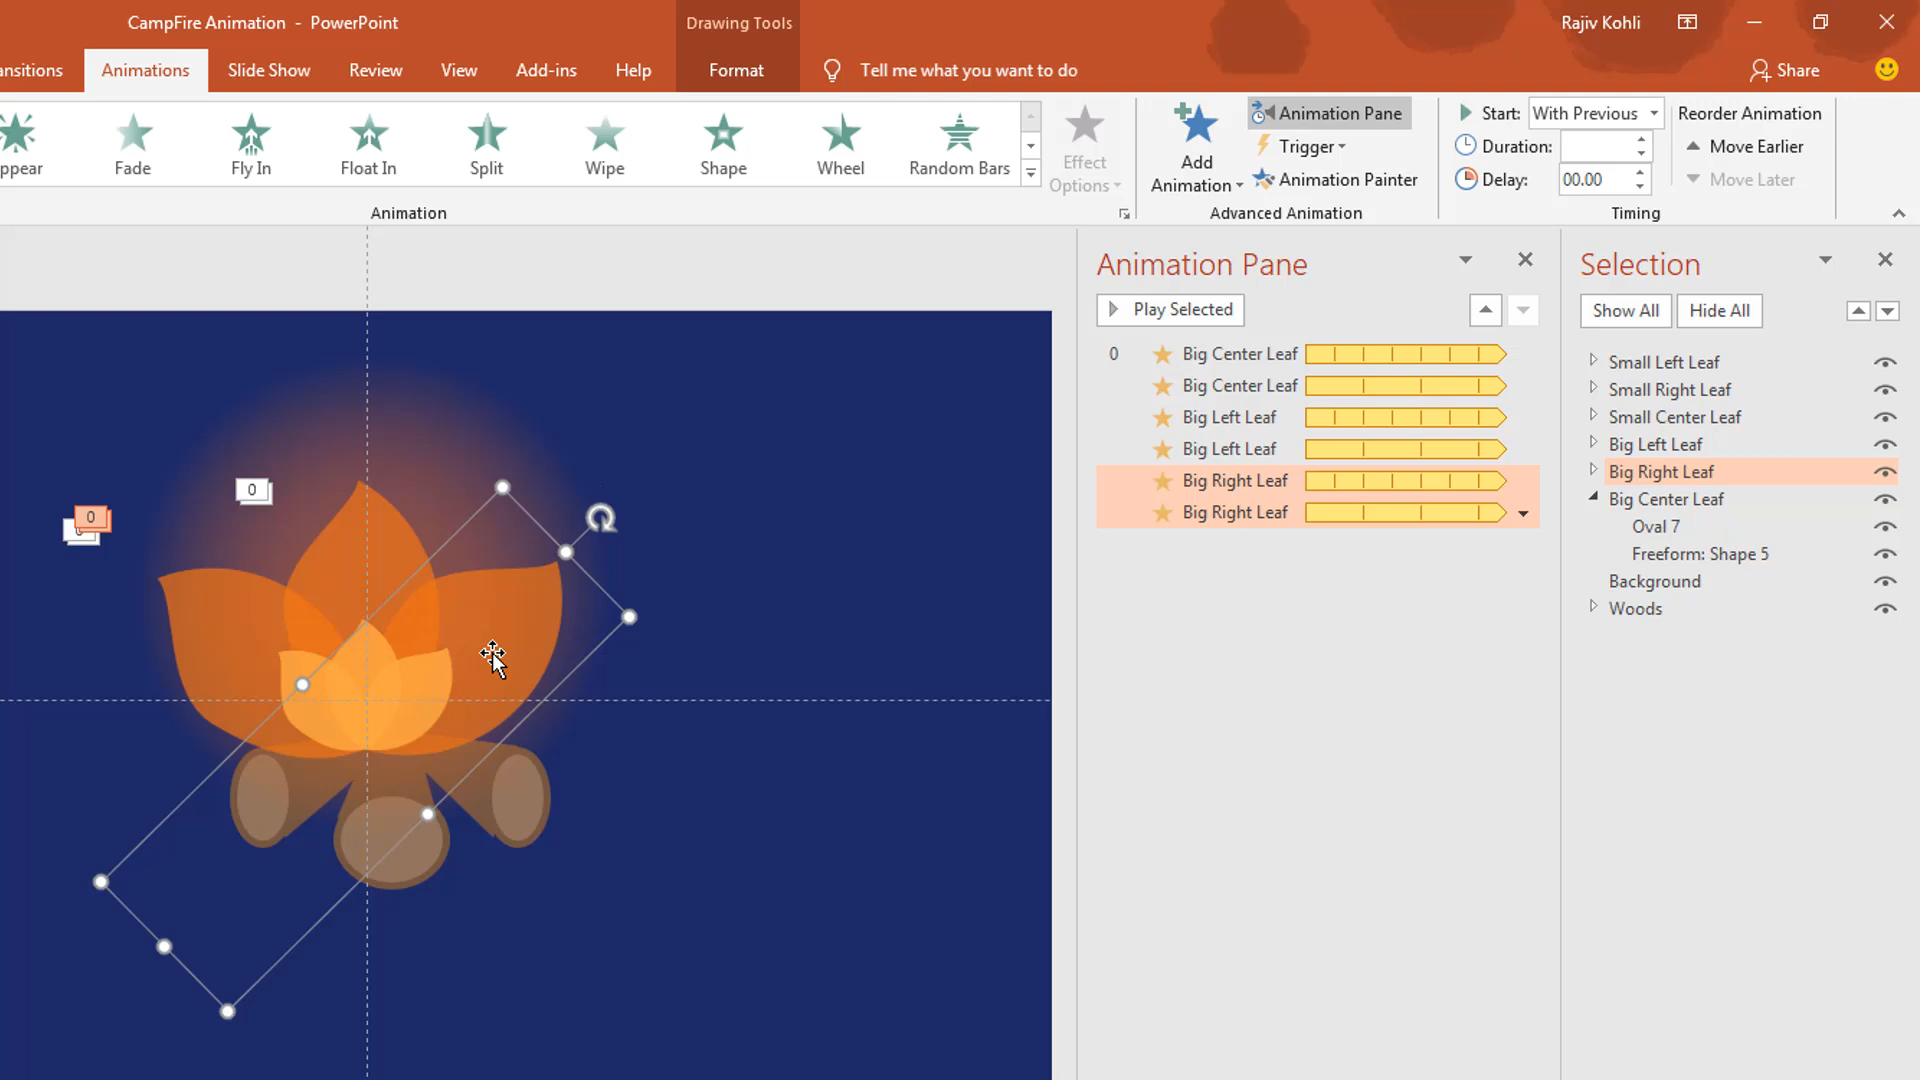 CampFire Animation - PowerPoint
Drawing Tools
Rajiv Kohli
ansitions
Animations
Slide Show
Review
View
Add-ins
Help
Format
Tell me what you want to do
Share
ppear
Fade
Fly In
Float In
Split
Wipe
Shape
Wheel
Random Bars
Animation
Effect
Options
Add
Animation
Animation Pane
Trigger
Animation Painter
Advanced Animation
Start: With Previous
Duration:
Delay: 00.00
Timing
Reorder Animation
Move Earlier
Move Later
0
0
Animation Pane
Play Selected
0 Big Center Leaf
Big Center Leaf
Big Left Leaf
Big Left Leaf
Big Right Leaf
Big Right Leaf
Selection
Show All
Hide All
Small Left Leaf
Small Right Leaf
Small Center Leaf
Big Left Leaf
Big Right Leaf
Big Center Leaf
Oval 7
Freeform: Shape 5
Background
Woods